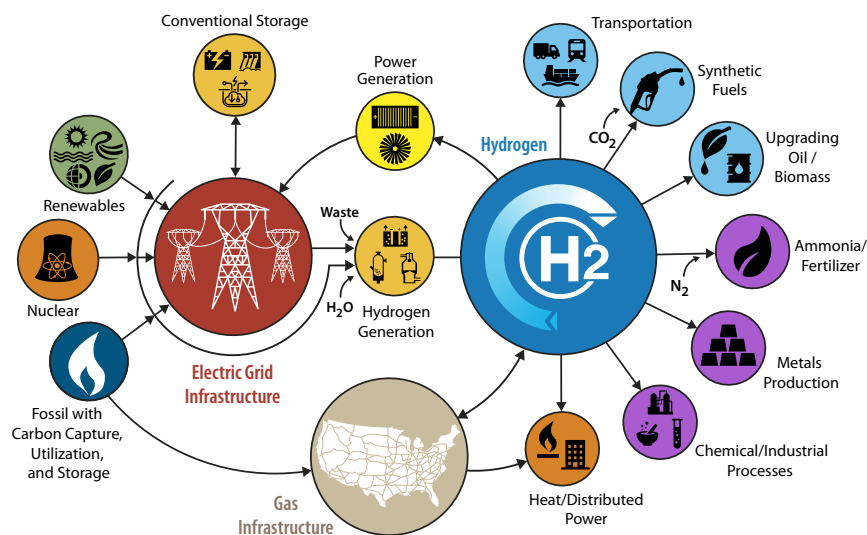 Conventional Storage
Transportation
Power
Generation
Synthetic
Fuels
Hydrogen
CO2
Upgrading
Oil /
Biomass
Renewables
Waste
H2
Ammonia/
Fertilizer
N2
Nuclear
H2O
Hydrogen
Generation
Electric Grid
Infrastructure
Metals
Production
Fossil with
Carbon Capture,
Utilization,
and Storage
Chemical/Industrial
Processes
Gas
Infrastructure
Heat/Distributed
Power